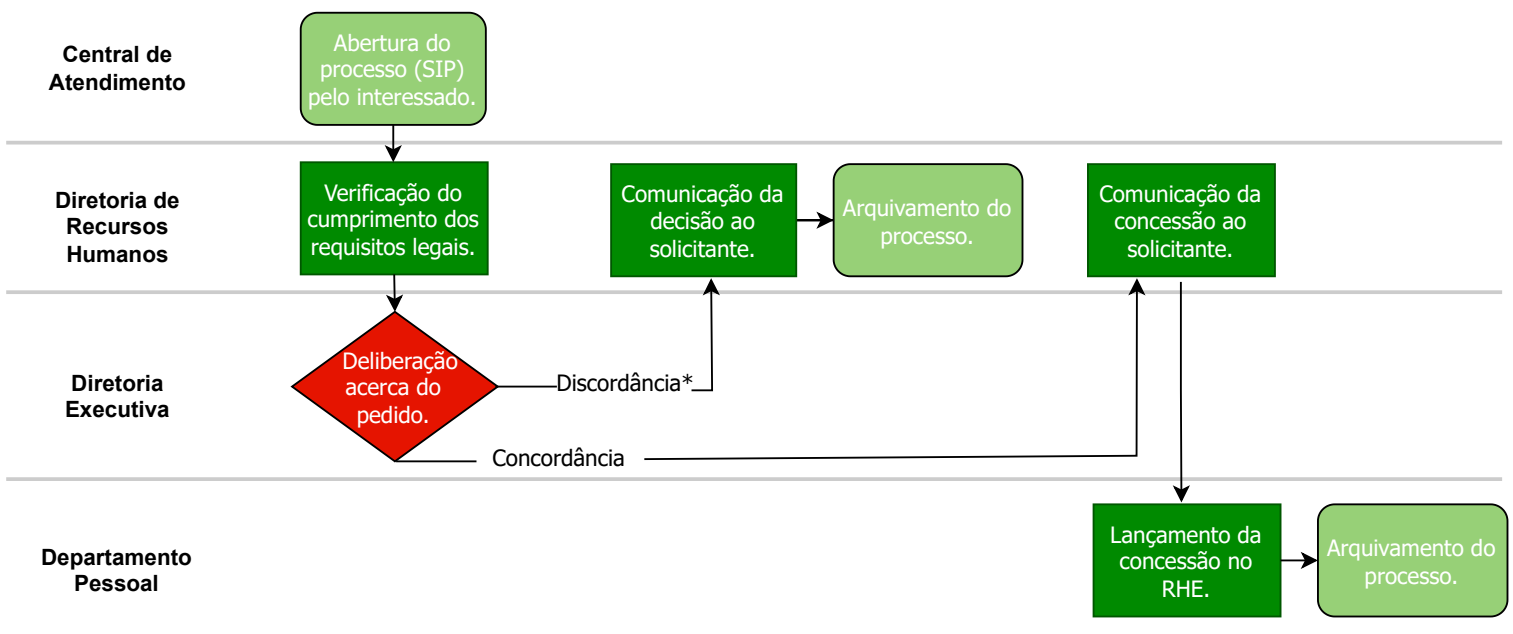 Central de
Atendimento
Abertura do
processo (SIP)
pelo interessado.
Diretoria de
Recursos
Humanos
Verificação do
cumprimento dos
requisitos legais.
Comunicação da
decisão ao
solicitante.
Arquivamento do
processo.
Comunicação da
concessão ao
solicitante.
Diretoria
Executiva
Deliberação
acerca do
pedido.
Discordância*
Concordância
Departamento
Pessoal
Lançamento da
concessão no
RHE.
Arquivamento do
processo.